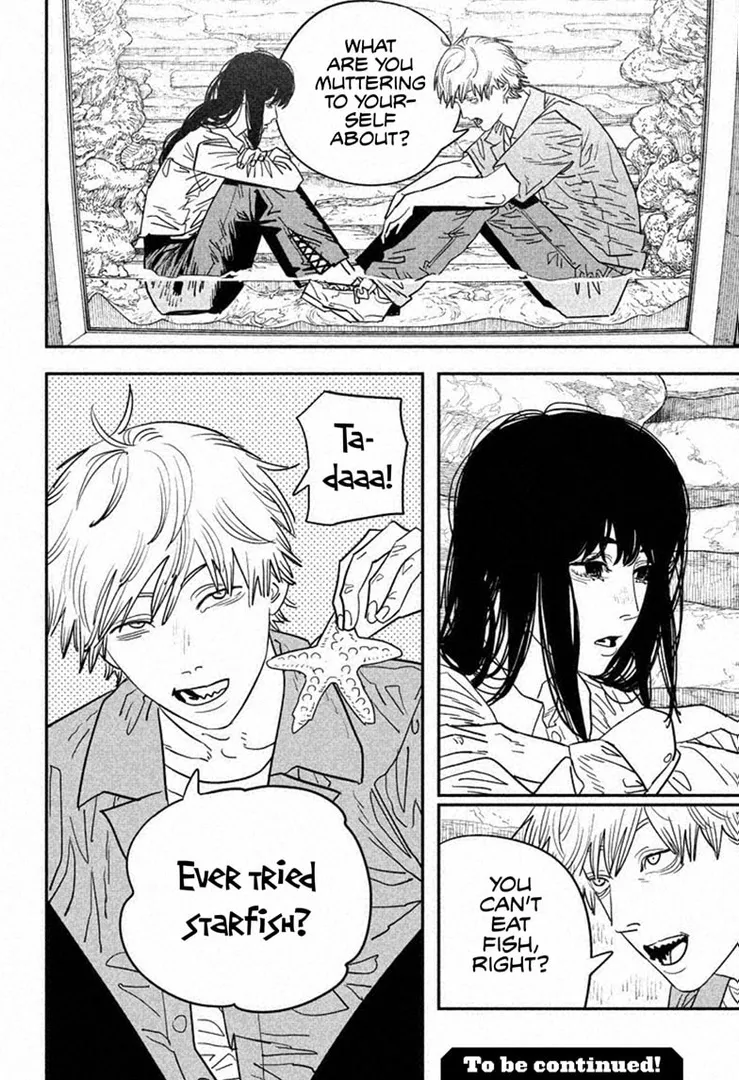 WHAT
ARE YOU
MUTTERING
TO YOUR-
SELF
ABOUT?
YOU
CAN'T
EAT
FISH,
RIGHT?
Ta-
daaa!
Ever tried
starfish?
To be continued!